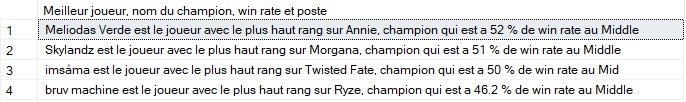 Meilleur joueur, nom du champion, win rate et poste
1 Meliodas Verde est le joueur avec le plus haut rang sur Annie, champion qui est a 52 % de win rate au Middle
2 Skylandz est le joueur avec le plus haut rang sur Morgana, champion qui est a 51 % de win rate au Middle
3 imsåma est le joueur avec le plus haut rang sur Twisted Fate, champion qui est a 50 % de win rate au Mid
4 bruv machine est le joueur avec le plus haut rang sur Ryze, champion qui est a 46.2 % de win rate au Middle